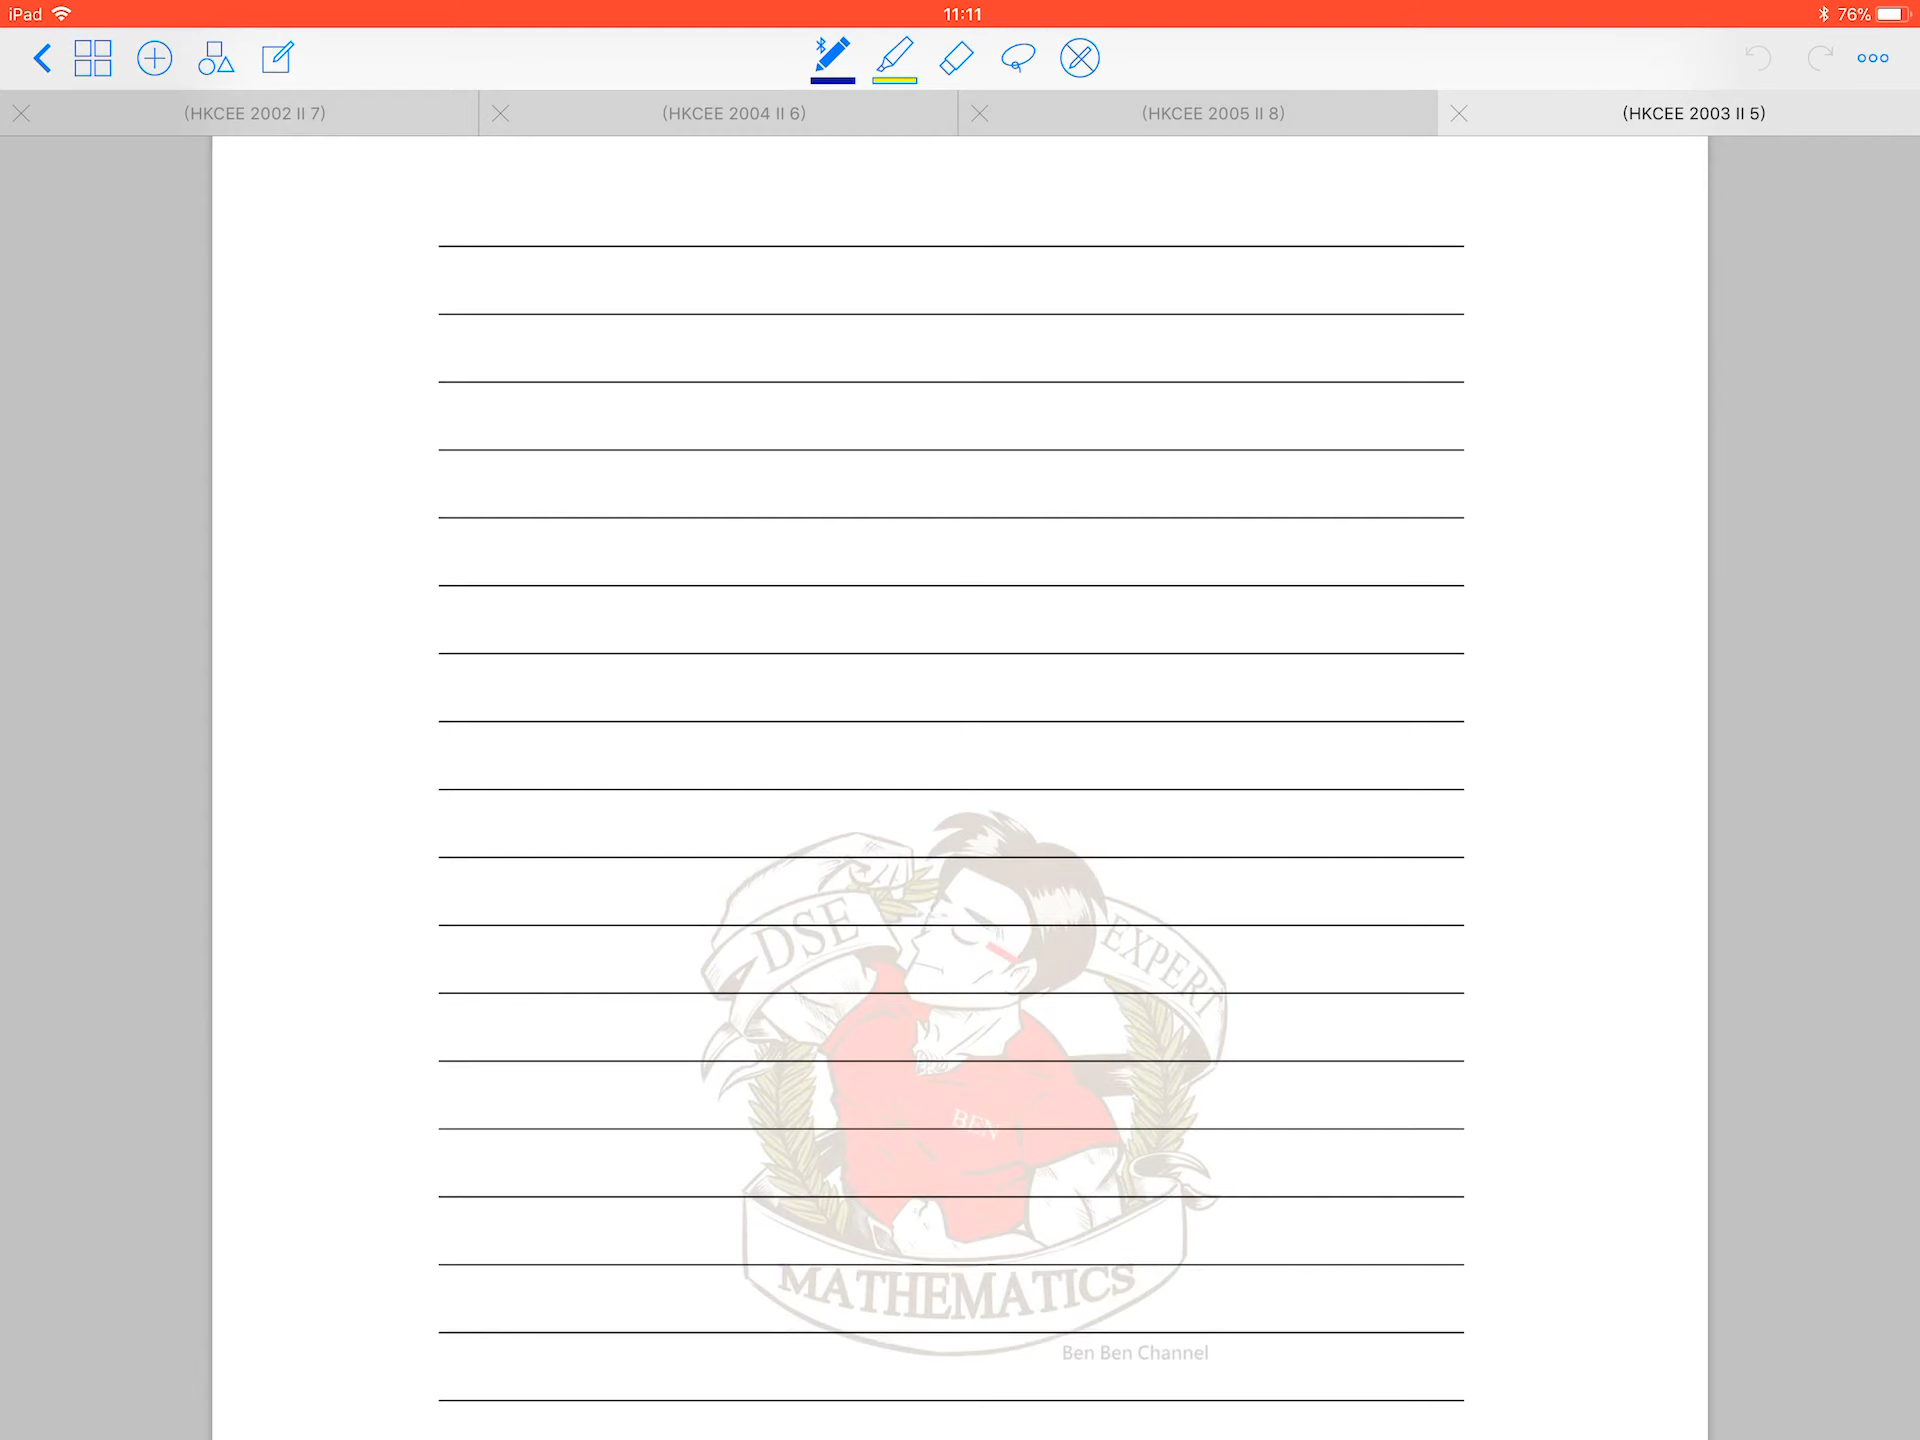 iPad 11:11 76%
(HKCEE 2002 II 7) (HKCEE 2004 II 6) (HKCEE 2005 II 8) (HKCEE 2003 II 5)
DSE EXPERT
BEN
MATHEMATICS
Ben Ben Channel